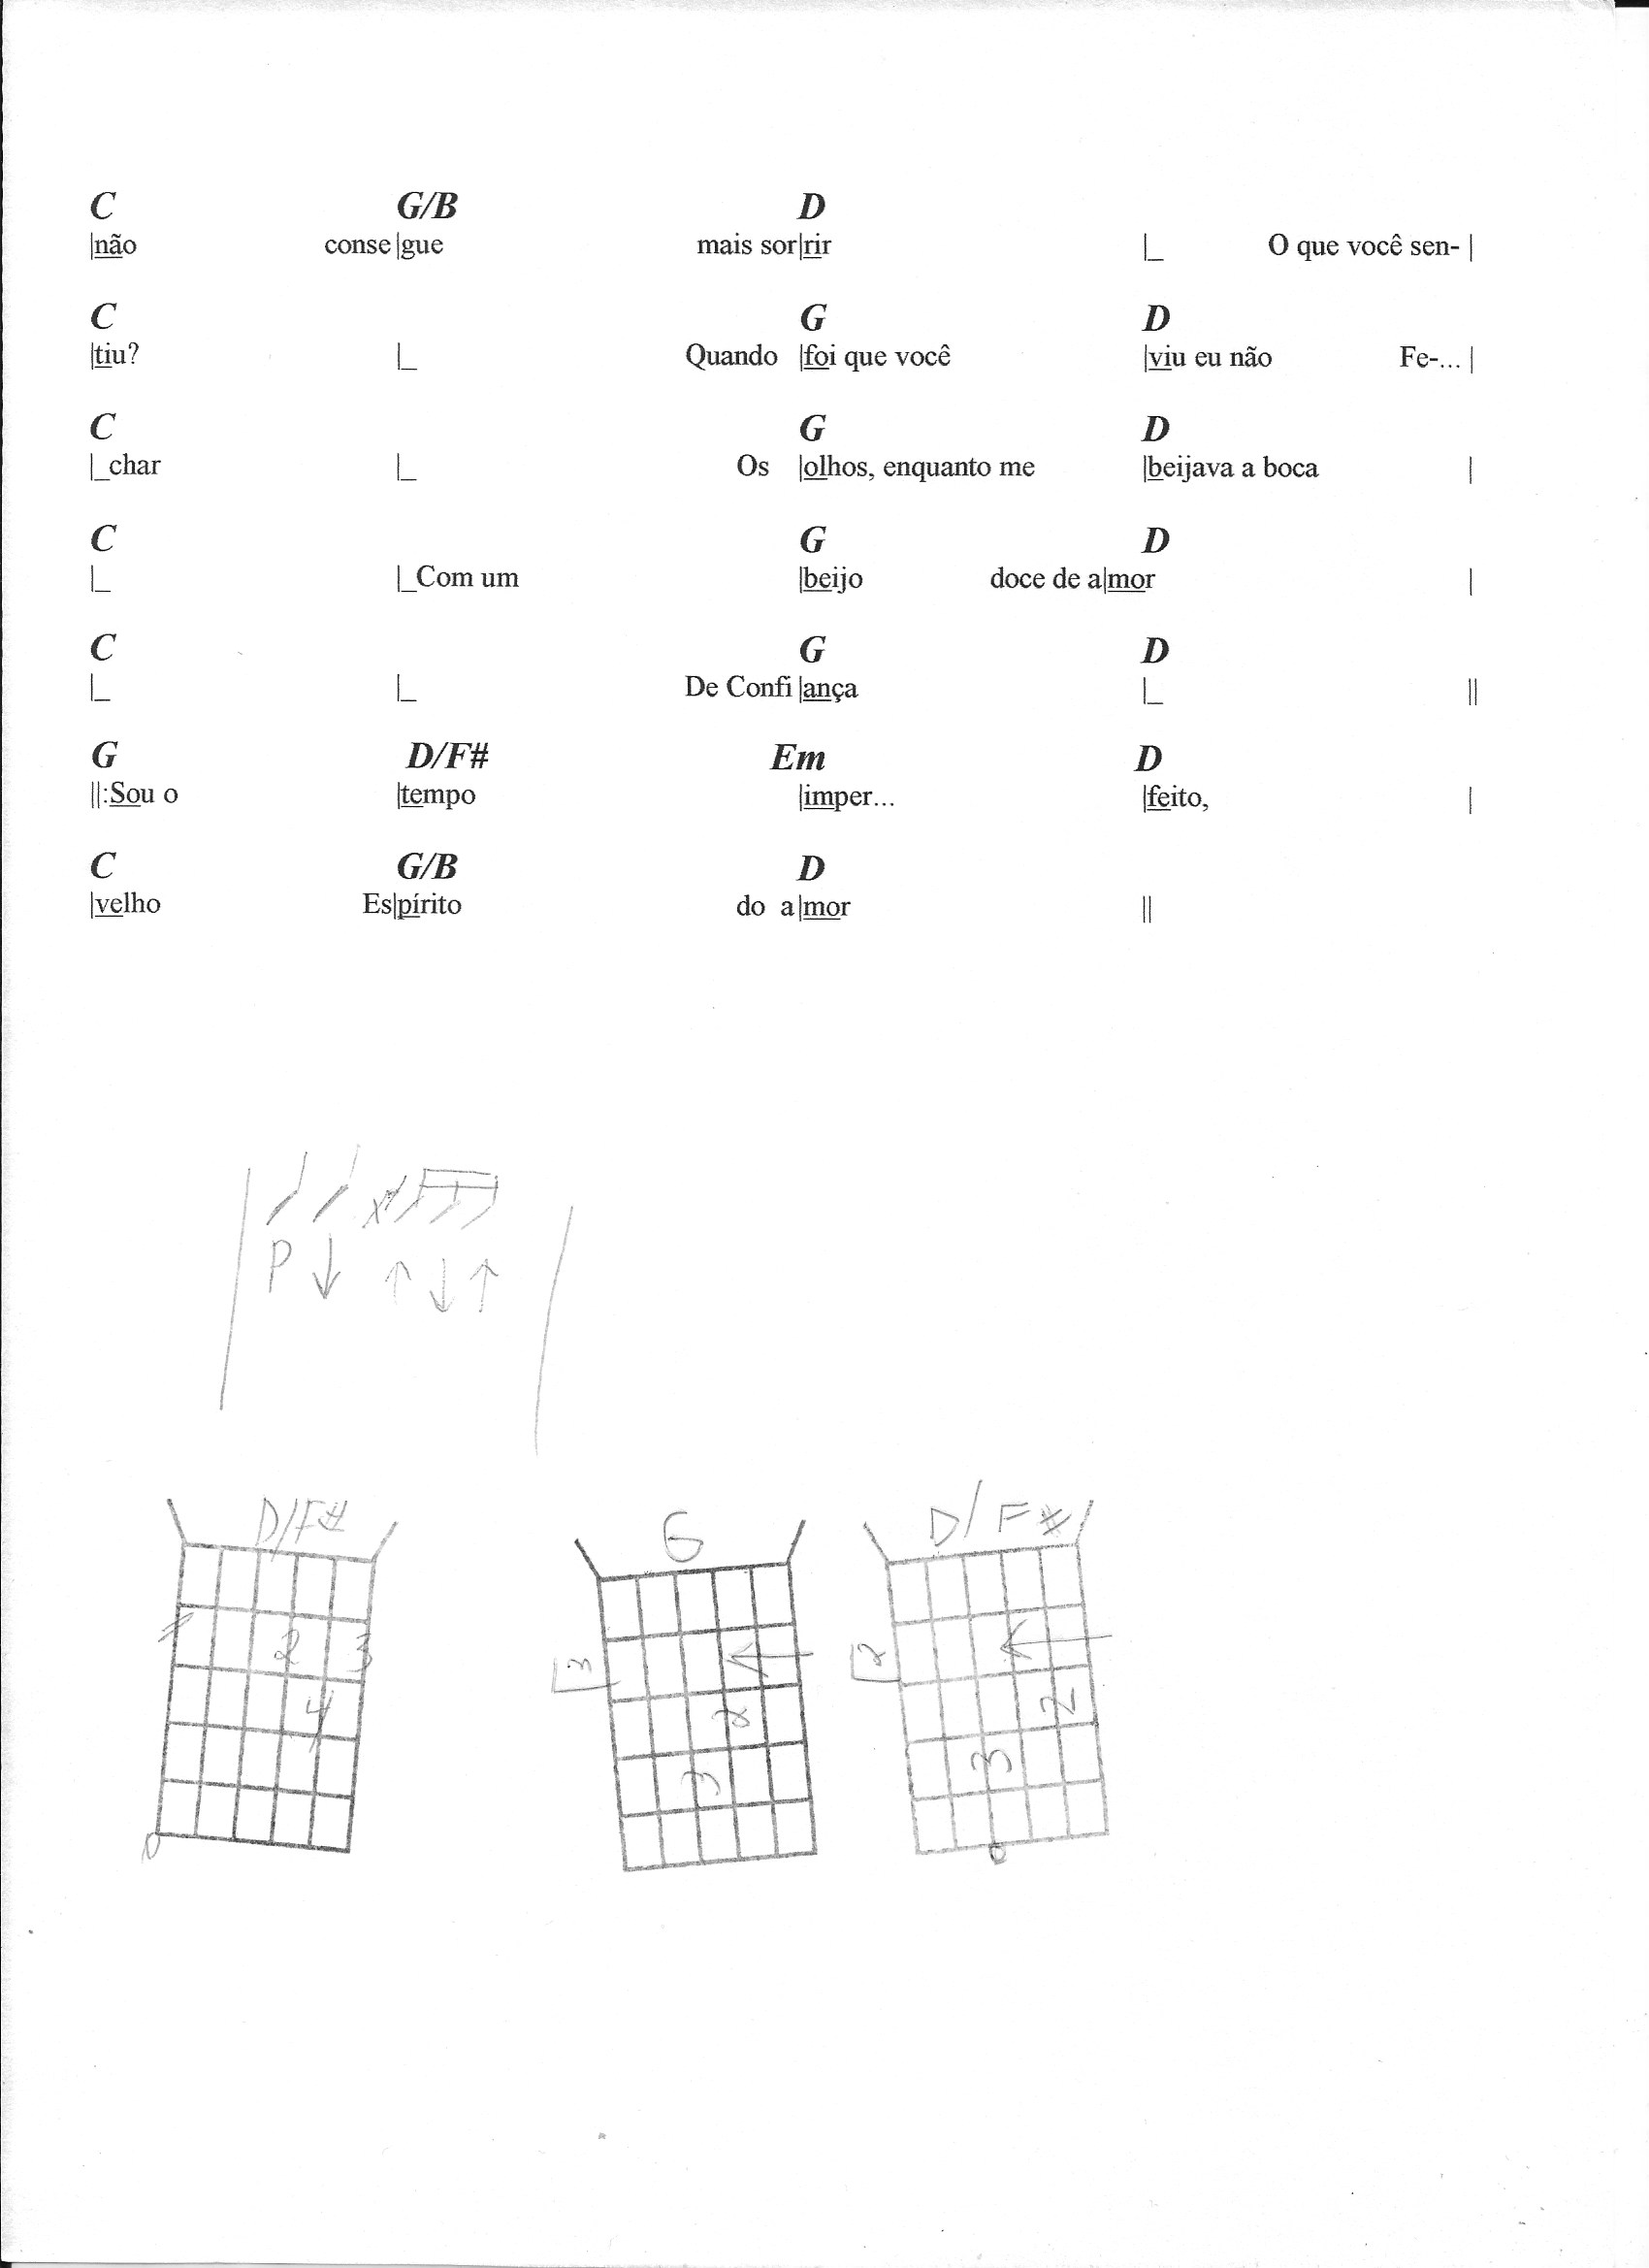 C G/B D
|não conse |gue mais sor|rir |_ O que você sen- |
C G D
|tiu? |_ Quando |foi que você |viu eu não Fe-... |
C G D
|_char |_ Os |olhos, enquanto me |beijava a boca |
C G D
|_ |_Com um |beijo doce de a|mor |
C G D
|_ |_ De Confi |ança |_ ||
G D/F# Em D
||:Sou o |tempo |imper... |feito, |
C G/B D
|velho Es|pírito do a|mor ||
P ↓ ↑ ↓ ↑
D/F# G D/F#
1 2 3 4
3 2 3
2 2 3